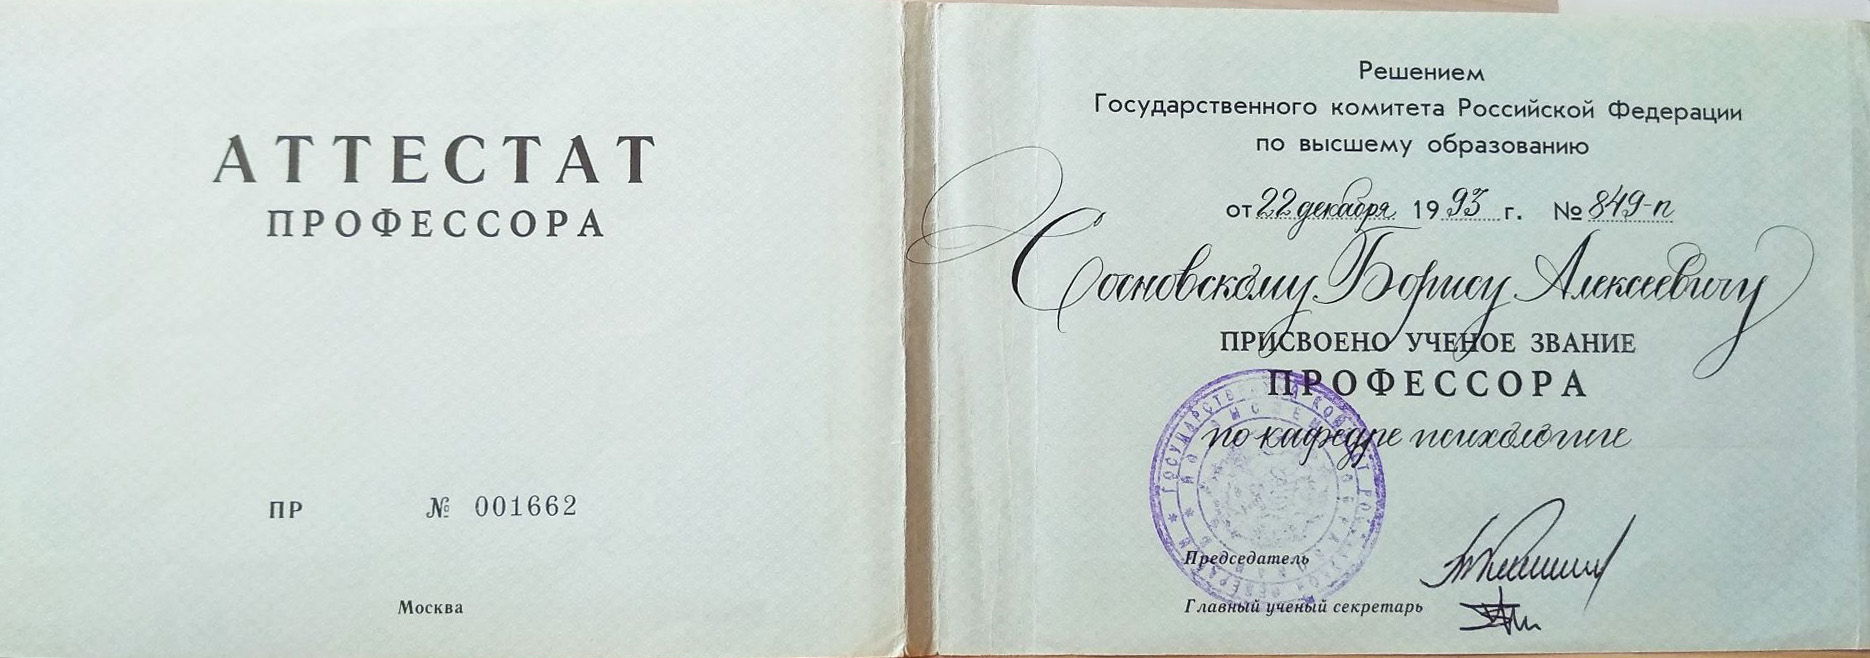 АТТЕСТАТ
ПРОФЕССОРА
ПР № 001662
Москва
Решением
Государственного комитета Российской Федерации
по высшему образованию
от 22 декабря 1993 г. № 849-п
Сосновскому Борису Алексеевичу
ПРИСВОЕНО УЧЕНОЕ ЗВАНИЕ
ПРОФЕССОРА
по кафедре психологии
Председатель
Главный ученый секретарь